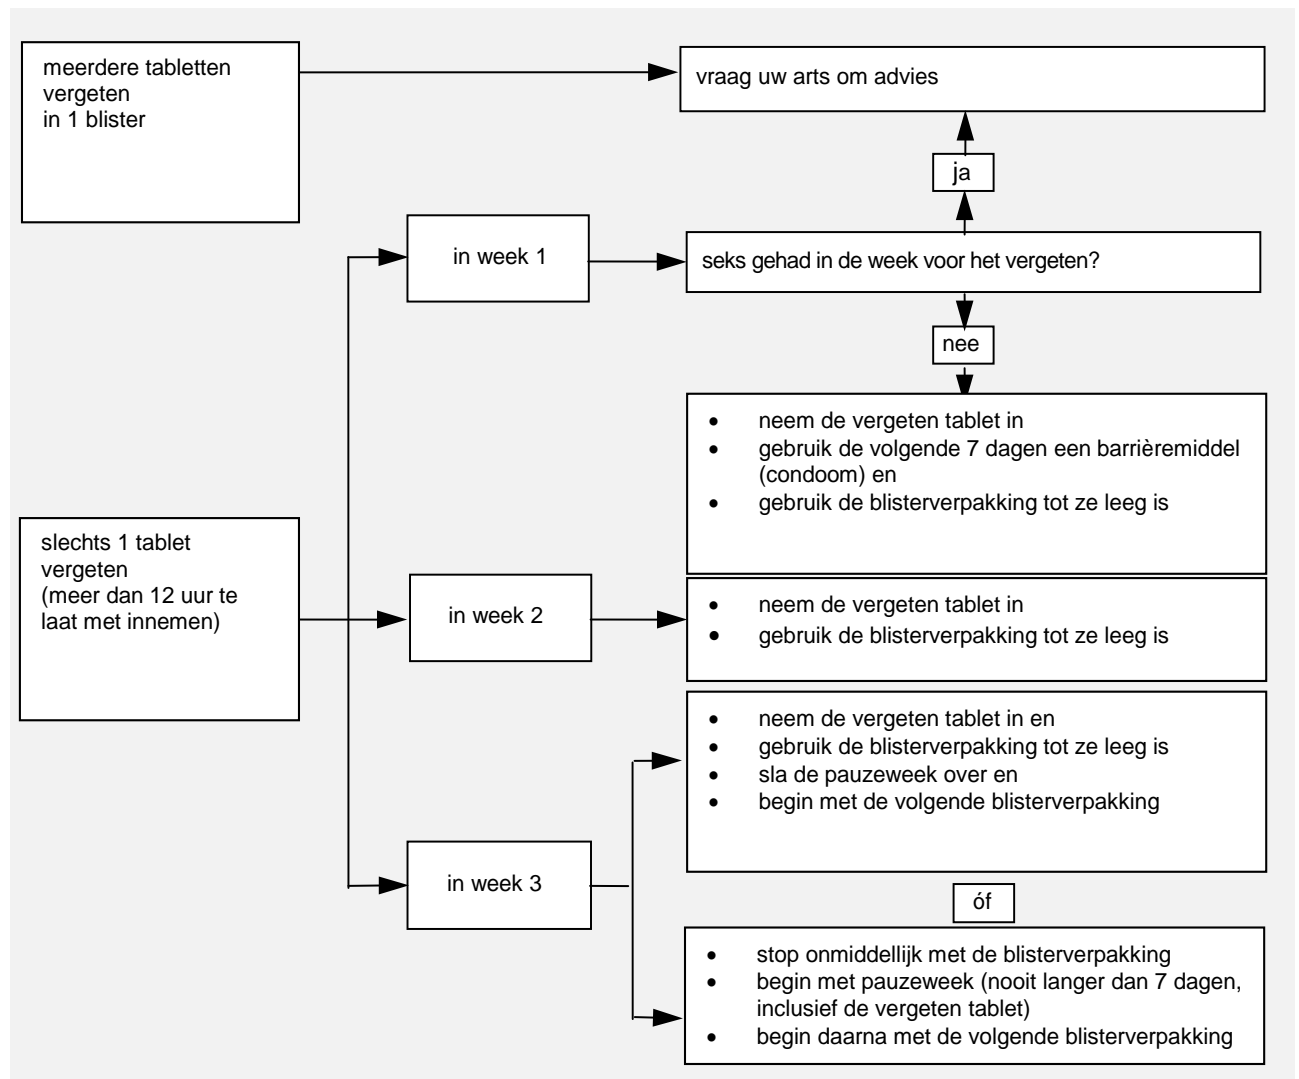 meerdere tabletten
vergeten
in 1 blister
vraag uw arts om advies
ja
in week 1
seks gehad in de week voor het vergeten?
nee
• neem de vergeten tablet in
• gebruik de volgende 7 dagen een barrièremiddel
(condoom) en
• gebruik de blisterverpakking tot ze leeg is
slechts 1 tablet
vergeten
(meer dan 12 uur te
laat met innemen)
in week 2
• neem de vergeten tablet in
• gebruik de blisterverpakking tot ze leeg is
• neem de vergeten tablet in en
• gebruik de blisterverpakking tot ze leeg is
• sla de pauzeweek over en
• begin met de volgende blisterverpakking
in week 3
óf
• stop onmiddellijk met de blisterverpakking
• begin met pauzeweek (nooit langer dan 7 dagen,
inclusief de vergeten tablet)
• begin daarna met de volgende blisterverpakking